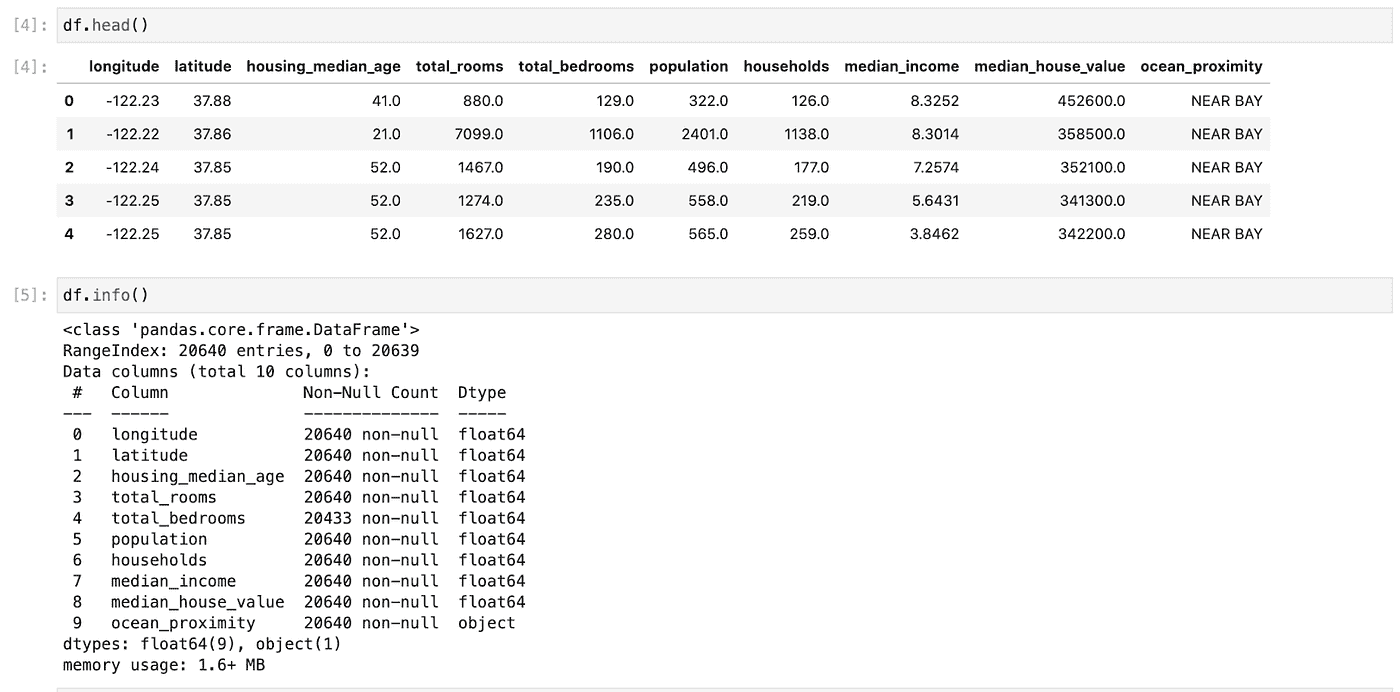 [4]: df.head()
[4]: longitude latitude housing_median_age total_rooms total_bedrooms population households median_income median_house_value ocean_proximity
0 -122.23 37.88 41.0 880.0 129.0 322.0 126.0 8.3252 452600.0 NEAR BAY
1 -122.22 37.86 21.0 7099.0 1106.0 2401.0 1138.0 8.3014 358500.0 NEAR BAY
2 -122.24 37.85 52.0 1467.0 190.0 496.0 177.0 7.2574 352100.0 NEAR BAY
3 -122.25 37.85 52.0 1274.0 235.0 558.0 219.0 5.6431 341300.0 NEAR BAY
4 -122.25 37.85 52.0 1627.0 280.0 565.0 259.0 3.8462 342200.0 NEAR BAY
[5]: df.info()
<class 'pandas.core.frame.DataFrame'>
RangeIndex: 20640 entries, 0 to 20639
Data columns (total 10 columns):
# Column Non-Null Count Dtype
--- ------ -------------- -----
0 longitude 20640 non-null float64
1 latitude 20640 non-null float64
2 housing_median_age 20640 non-null float64
3 total_rooms 20640 non-null float64
4 total_bedrooms 20433 non-null float64
5 population 20640 non-null float64
6 households 20640 non-null float64
7 median_income 20640 non-null float64
8 median_house_value 20640 non-null float64
9 ocean_proximity 20640 non-null object
dtypes: float64(9), object(1)
memory usage: 1.6+ MB